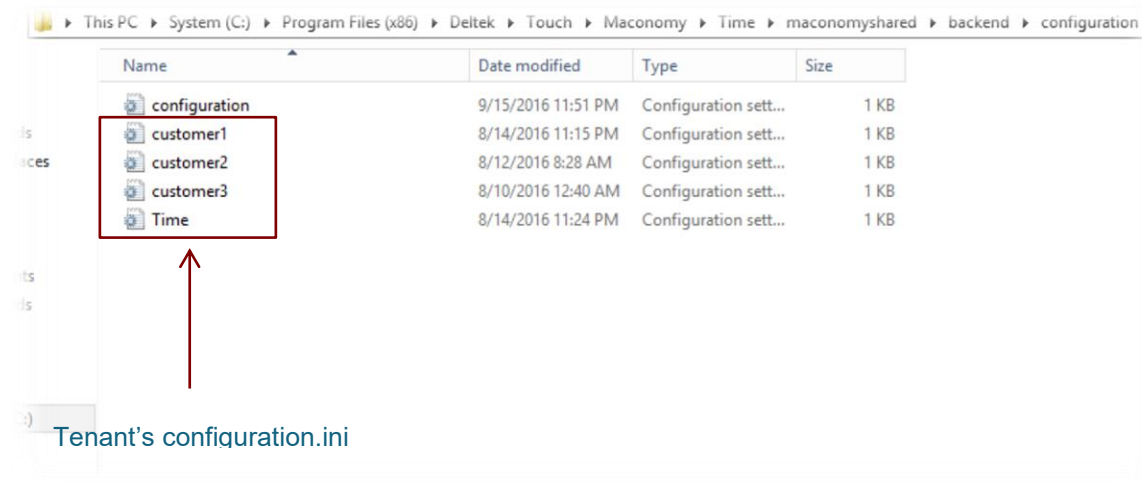 This PC ▸ System (C:) ▸ Program Files (x86) ▸ Deltek ▸ Touch ▸ Maconomy ▸ Time ▸ maconomyshared ▸ backend ▸ configuration
Name Date modified Type Size
configuration 9/15/2016 11:51 PM Configuration sett... 1 KB
customer1 8/14/2016 11:15 PM Configuration sett... 1 KB
customer2 8/12/2016 8:28 AM Configuration sett... 1 KB
customer3 8/10/2016 12:40 AM Configuration sett... 1 KB
Time 8/14/2016 11:24 PM Configuration sett... 1 KB
Tenant's configuration.ini